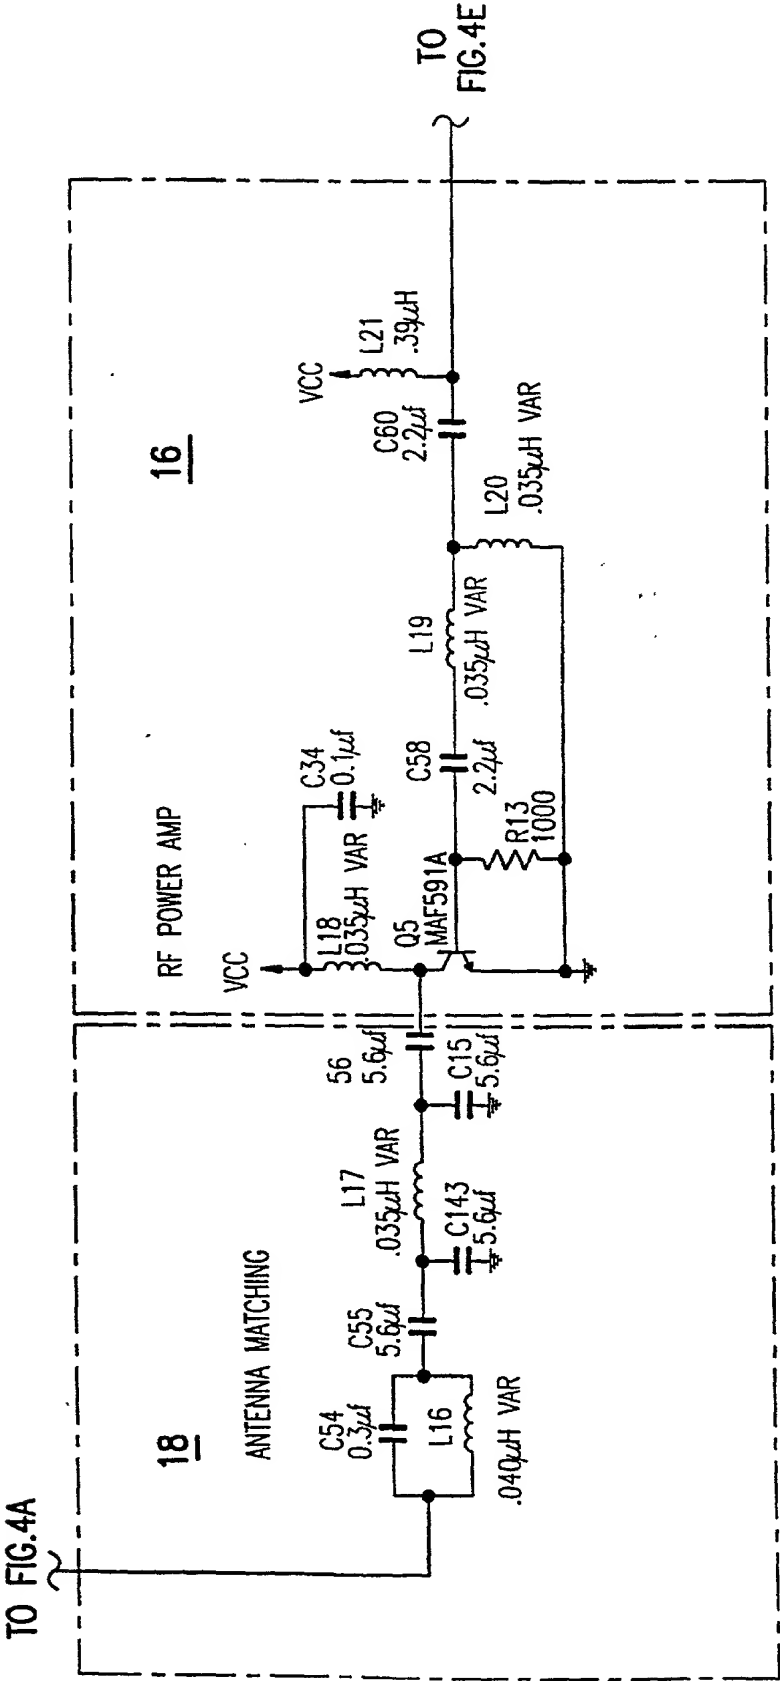 TO FIG.4A
18
ANTENNA MATCHING
C54
0.3µf
L16
.040µH VAR
C55
5.6µf
C143
5.6µf
L17
.035µH VAR
56
5.6µf
C15
5.6µf
16
RF POWER AMP
VCC
L18
.035µH VAR
C34
0.1µf
Q5
MAF591A
R13
1000
C58
2.2µf
L19
.035µH VAR
L20
.035µH VAR
C60
2.2µf
VCC
L21
.39µH
TO
FIG.4E